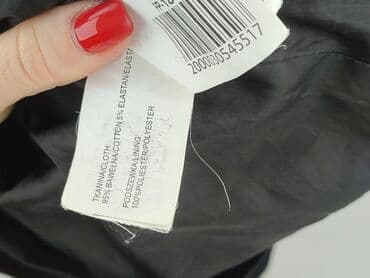 2000000545517
TKANINA/CLOTH:
95% BAWEŁNA/COTTON 5% ELASTAN/ELASTA
PODSZEWKA/LINING:
100%POLIESTER/POLYESTER